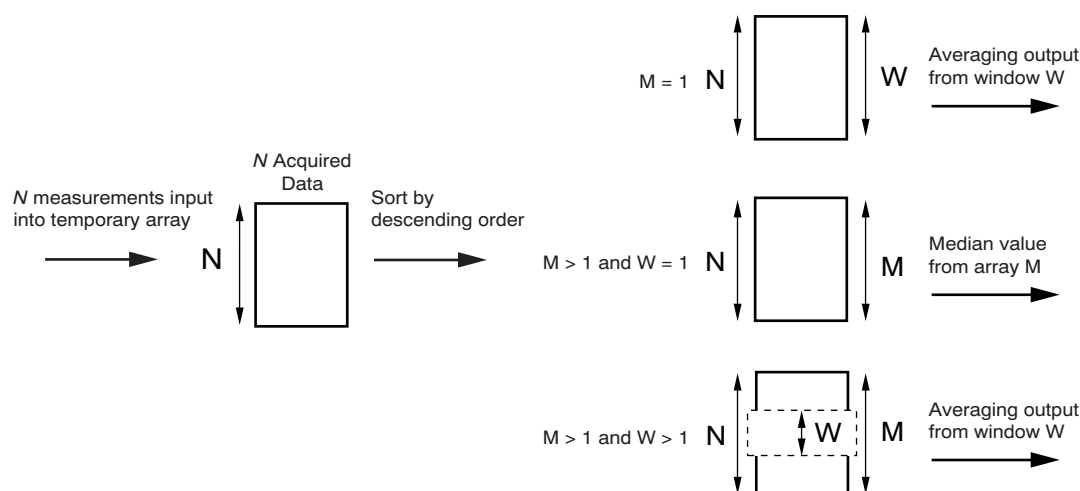 N measurements input
into temporary array
N
N Acquired
Data
Sort by
descending order
M = 1
N
W
Averaging output
from window W
M > 1 and W = 1
N
M
Median value
from array M
M > 1 and W > 1
N
W
M
Averaging output
from window W